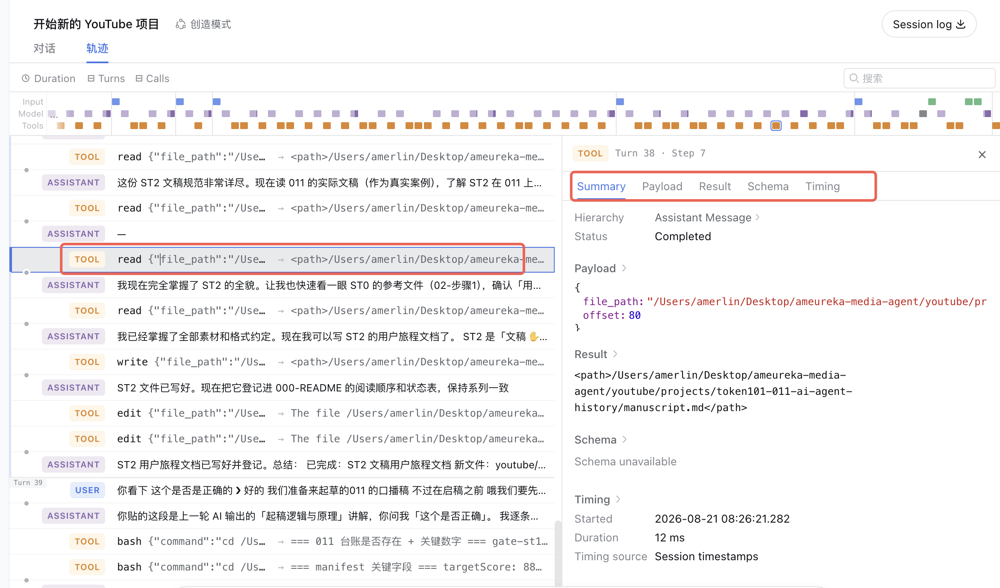 开始新的 YouTube 项目 创造模式 Session log
对话 轨迹
Duration Turns Calls 搜索
Input
Model ...
Tools
TOOL read {"file_path":"/Use… → <path>/Users/amerlin/Desktop/ameureka-me…
ASSISTANT 这份 ST2 文稿规范非常详尽。现在读 011 的实际文稿（作为真实案例），了解 ST2 在 011 上…
TOOL read {"file_path":"/Use… → <path>/Users/amerlin/Desktop/ameureka-me…
ASSISTANT —
TOOL read {"file_path":"/Use… → <path>/Users/amerlin/Desktop/ameureka-me…
ASSISTANT 我现在完全掌握了 ST2 的全貌。让我也快速看一眼 ST0 的参考文件（02-步骤1），确认「用…
TOOL read {"file_path":"/Use… → <path>/Users/amerlin/Desktop/ameureka-me…
ASSISTANT 我已经掌握了全部素材和格式约定。现在我可以写 ST2 的用户旅程文档了。 ST2 是「文稿 ✋…
TOOL write {"file_path":"/Us… → <path>/Users/amerlin/Desktop/ameureka-me…
ASSISTANT ST2 文件已写好。现在把它登记进 000-README 的阅读顺序和状态表，保持系列一致
TOOL edit {"file_path":"/Use… → The file /Users/amerlin/Desktop/ameureka…
TOOL edit {"file_path":"/Use… → The file /Users/amerlin/Desktop/ameureka…
ASSISTANT ST2 用户旅程文档已写好并登记。总结： 已完成：ST2 文稿用户旅程文档 新文件：youtube/…
Turn 39
USER 你看下 这个是否是正确的 ❯ 好的 我们准备来起草的011 的口播稿 不过在启稿之前 哦我们要先…
ASSISTANT 你贴的这段是上一轮 AI 输出的「起稿逻辑与原理」讲解，你问我「这个是否正确」。 我逐条…
TOOL bash {"command":"cd /Us… → === 011 台账是否存在 + 关键数字 === gate-st1…
TOOL bash {"command":"cd /Us… → === manifest 关键字段 === targetScore: 88…
TOOL Turn 38 · Step 7
Summary Payload Result Schema Timing
Hierarchy Assistant Message
Status Completed
Payload
{
file_path: "/Users/amerlin/Desktop/ameureka-media-agent/youtube/pr
offset: 80
}
Result
<path>/Users/amerlin/Desktop/ameureka-media-
agent/youtube/projects/token101-011-ai-agent-
history/manuscript.md</path>
Schema
Schema unavailable
Timing
Started 2026-08-21 08:26:21.282
Duration 12 ms
Timing source Session timestamps